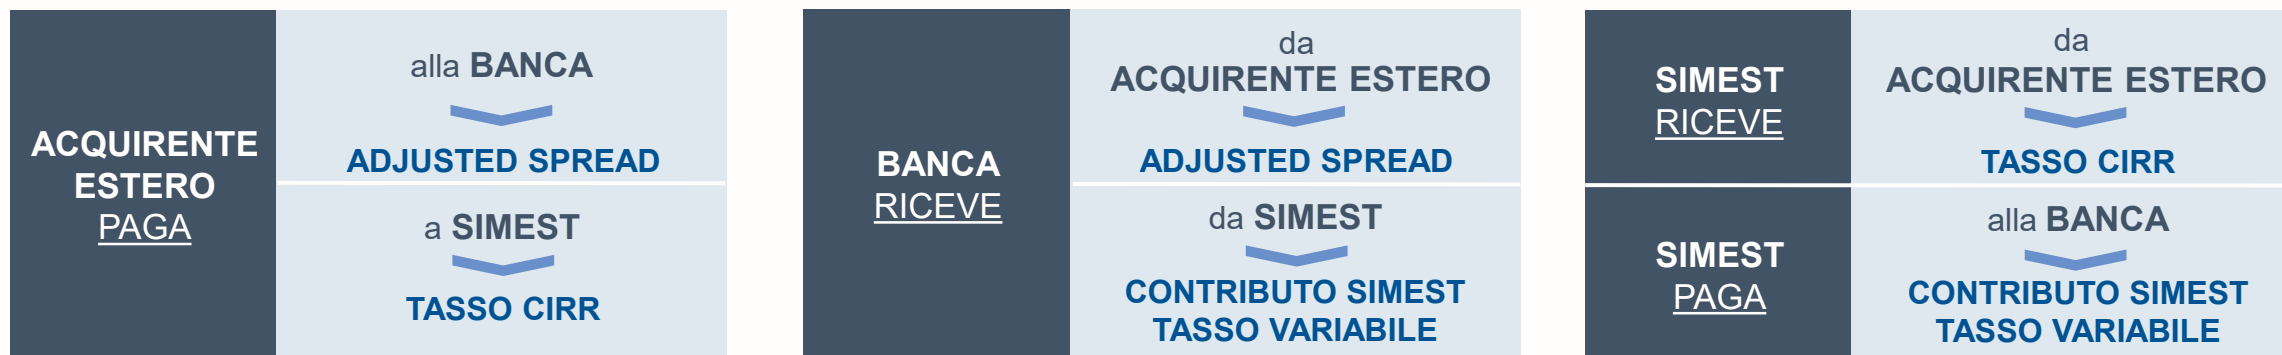 ACQUIRENTE
ESTERO
PAGA
alla BANCA
ADJUSTED SPREAD
a SIMEST
TASSO CIRR
BANCA
RICEVE
da
ACQUIRENTE ESTERO
ADJUSTED SPREAD
da SIMEST
CONTRIBUTO SIMEST
TASSO VARIABILE
SIMEST
RICEVE
da
ACQUIRENTE ESTERO
TASSO CIRR
SIMEST
PAGA
alla BANCA
CONTRIBUTO SIMEST
TASSO VARIABILE